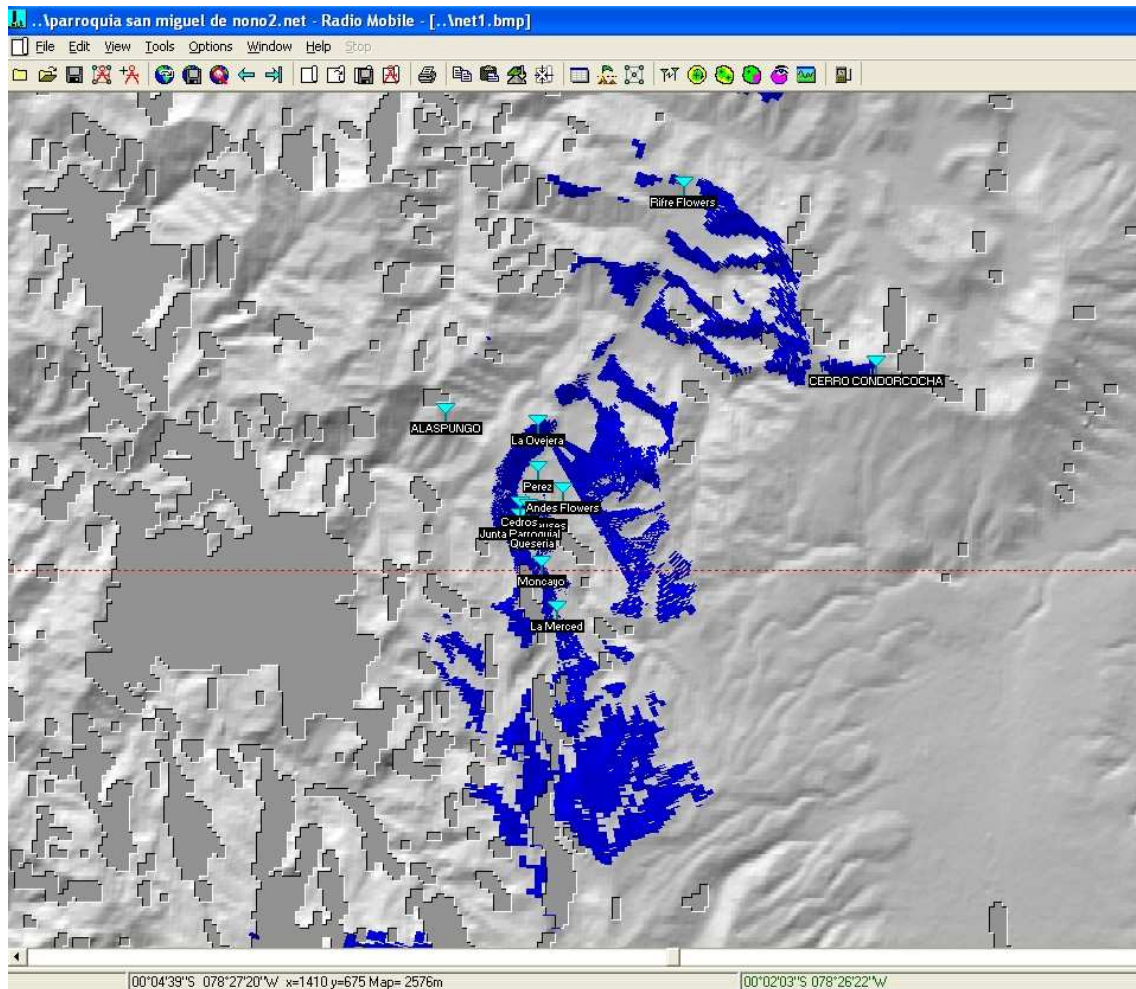 ..\parroquia san miguel de nono2.net - Radio Mobile - [..\net1.bmp]
File Edit View Tools Options Window Help Stop
Rifre Flowers
CERRO CONDORCOCHA
ALASPUNGO
La Ovejera
Perez
Andes Flowers
Cedros
Junta Parroquial
Queseria
Moncayo
La Merced
00°04'39"S 078°27'20"W x=1410 y=675 Map= 2576m
00°02'03"S 078°26'22"W